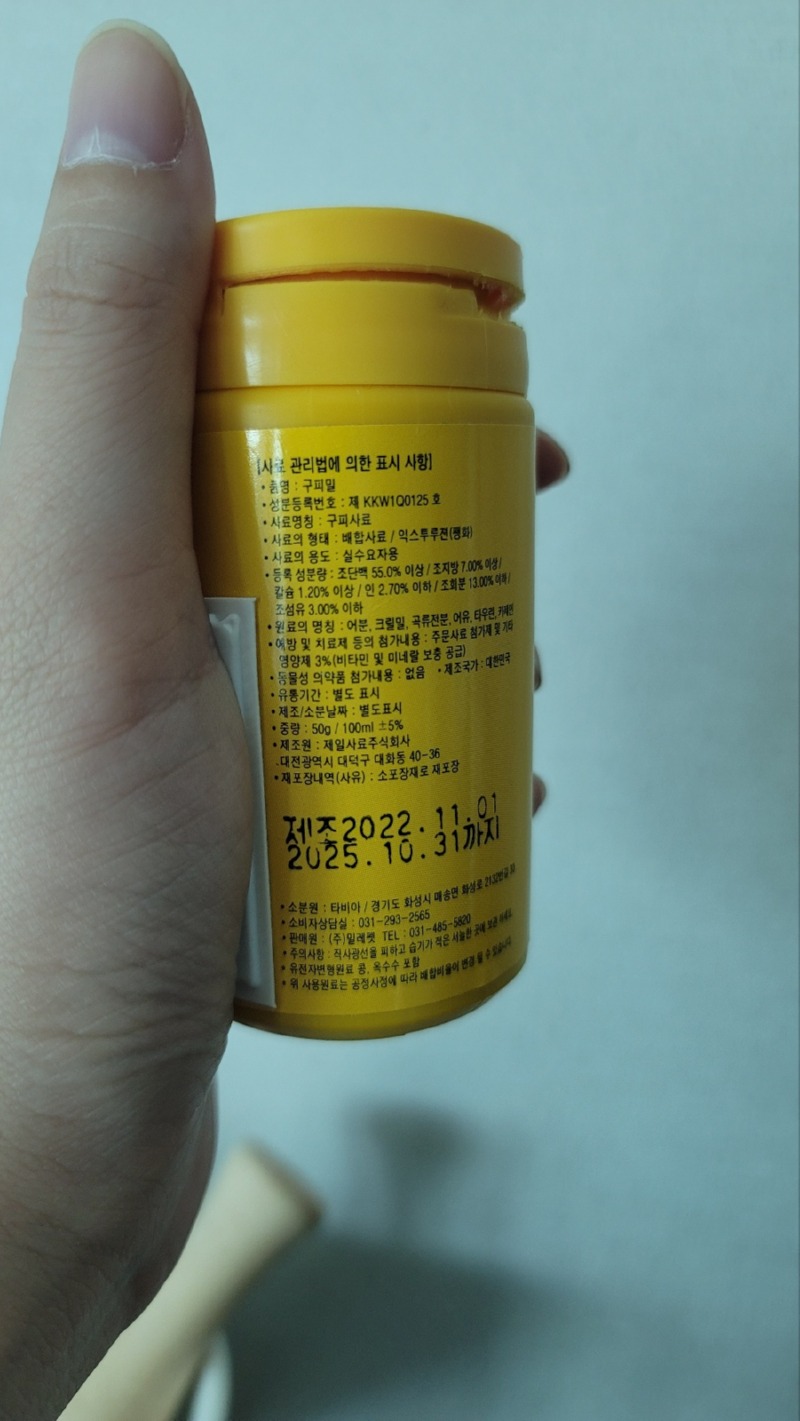 [사료 관리법에 의한 표시 사항]
• 품명 : 구피밀
• 성분등록번호 : 제 KKW1Q0125 호
• 사료명칭 : 구피사료
• 사료의 형태 : 배합사료 / 익스투루젼(팽화)
• 사료의 용도 : 실수요자용
• 등록 성분량 : 조단백 55.0% 이상 / 조지방 7.00% 이상 /
칼슘 1.20% 이상 / 인 2.70% 이하 / 조회분 13.00% 이하 /
조섬유 3.00% 이하
• 원료의 명칭 : 어분, 크릴밀, 곡류전분, 어유, 타우린,
• 예방 및 치료제 등의 첨가내용 : 주문사료 첨가제 및 기타
영양제 3%(비타민 및 미네랄 보충 공급)
• 동물성 의약품 첨가내용 : 없음 • 제조국가 : 대한민국
• 유통기간 : 별도 표시
• 제조/소분날짜 : 별도표시
• 중량 : 50g / 100ml ±5%
• 제조원 : 제일사료주식회사
대전광역시 대덕구 대화동 40-36
• 재포장내역(사유) : 소포장재로 재포장
제조2022.11.01
2025.10.31까지
• 소분원 : 타비아 / 경기도 화성시 매송면 화성로
• 소비자상담실 : 031-293-2565
• 판매원 : (주)밀레펫 TEL : 031-485-5820
• 주의사항 : 직사광선을 피하고 습기가 적은 서늘한 곳에 보관
• 유전자변형원료 콩, 옥수수 포함
• 위 사용원료는 공정사정에 따라 배합비율이 변경 될 수 있습니다.